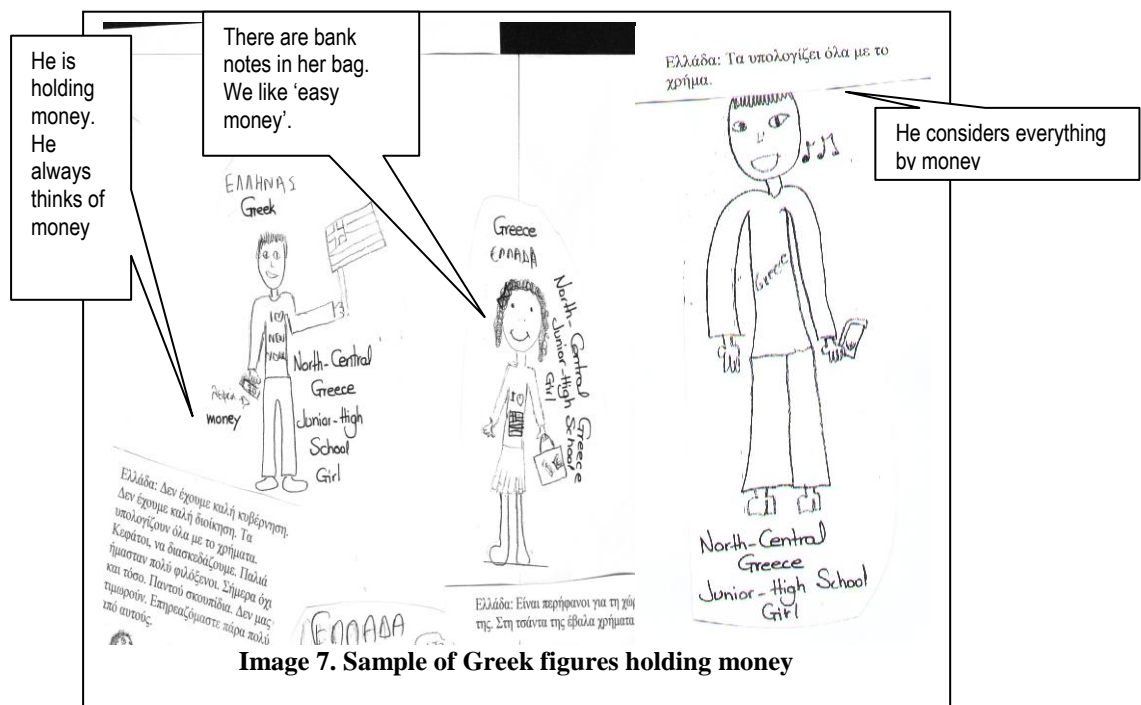 He is
holding
money.
He
always
thinks of
money
There are bank
notes in her bag.
We like ‘easy
money’.
Ελλάδα: Τα υπολογίζει όλα με το
χρήμα.
He considers everything
by money
ΕΛΛΗΝΑΣ
Greek
I
NEW
YORK
money
North-Central
Greece
Junior-High
School
Girl
Greece
ΕΛΛΑΔΑ
I
North-Central Greece
Junior-High School
Girl
Greece
North-Central
Greece
Junior-High School
Girl
Ελλάδα: Δεν έχουμε καλή κυβέρνηση.
Δεν έχουμε καλή διοίκηση. Τα
υπολογίζουν όλα με το χρήματα.
Κεφάτοι, να διασκεδάζουμε. Παλιά
ήμασταν πολύ φιλόξενοι. Σήμερα όχι
και τόσο. Παντού σκουπίδια. Δεν μας
τιμωρούν. Επηρεαζόμαστε πάρα πολύ
από αυτούς.
ΕΛΛΑΔΑ
Ελλάδα: Είναι περήφανοι για τη
της. Στη τσάντα της έβαλα χρήματα
Image 7. Sample of Greek figures holding money